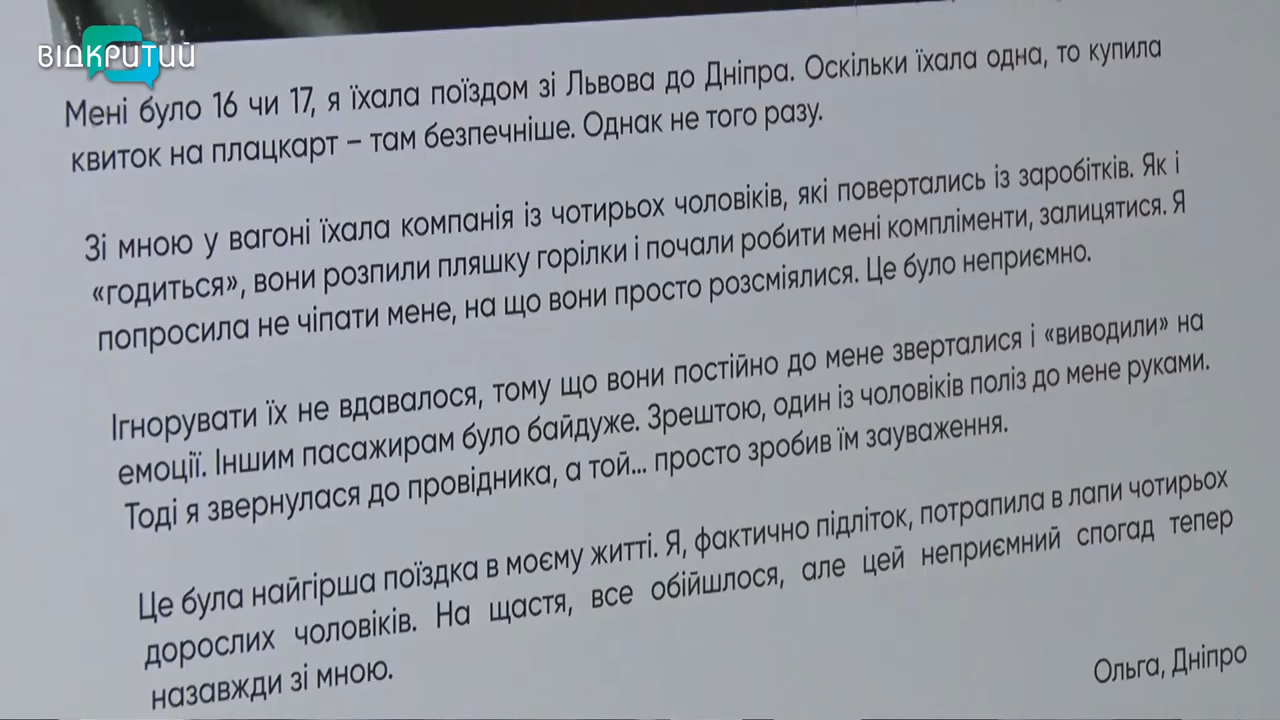 ВІДКРИТИЙ
Мені було 16 чи 17, я їхала поїздом зі Львова до Дніпра. Оскільки їхала одна, то купила
квиток на плацкарт – там безпечніше. Однак не того разу.
Зі мною у вагоні їхала компанія із чотирьох чоловіків, які повертались із заробітків. Як і
«годиться», вони розпили пляшку горілки і почали робити мені компліменти, залицятися. Я
попросила не чіпати мене, на що вони просто розсміялися. Це було неприємно.
Ігнорувати їх не вдавалося, тому що вони постійно до мене зверталися і «виводили» на
емоції. Іншим пасажирам було байдуже. Зрештою, один із чоловіків поліз до мене руками.
Тоді я звернулася до провідника, а той... просто зробив їм зауваження.
Це була найгірша поїздка в моєму житті. Я, фактично підліток, потрапила в лапи чотирьох
дорослих чоловіків. На щастя, все обійшлося, але цей неприємний спогад тепер
назавжди зі мною.
Ольга, Дніпро